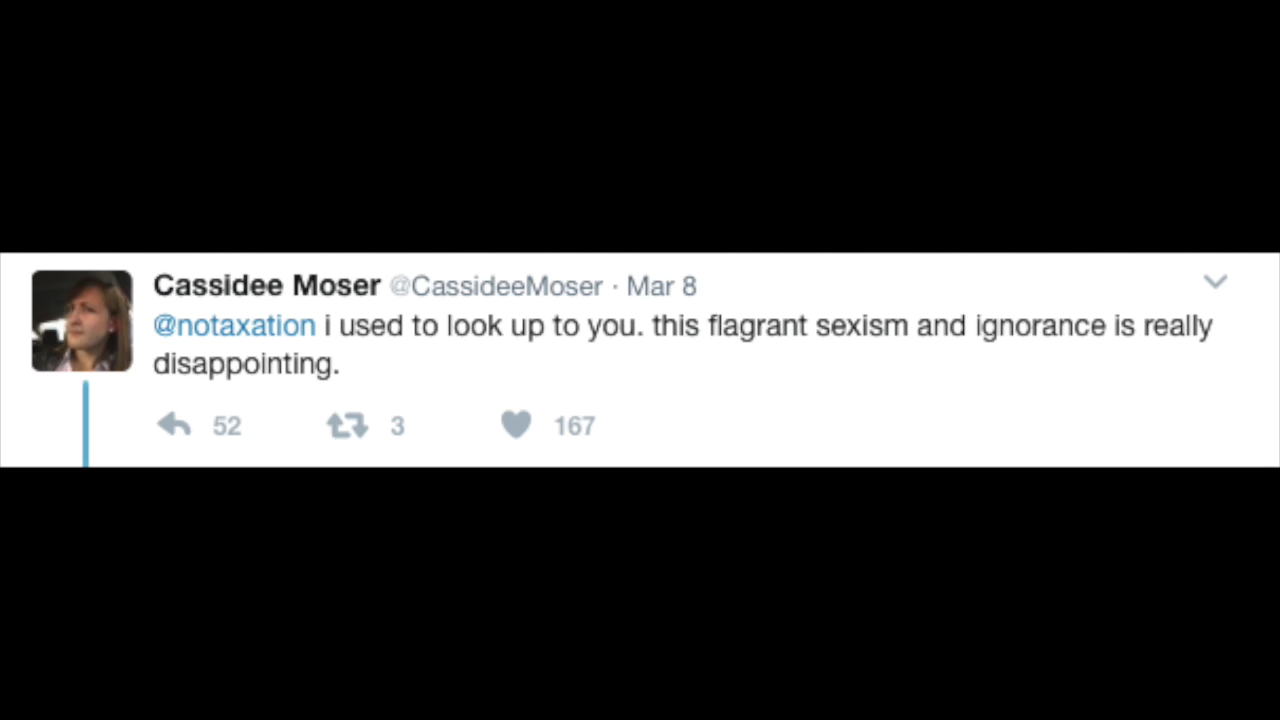 Cassidee Moser @CassideeMoser · Mar 8
@notaxation i used to look up to you. this flagrant sexism and ignorance is really
disappointing.
52 3 167